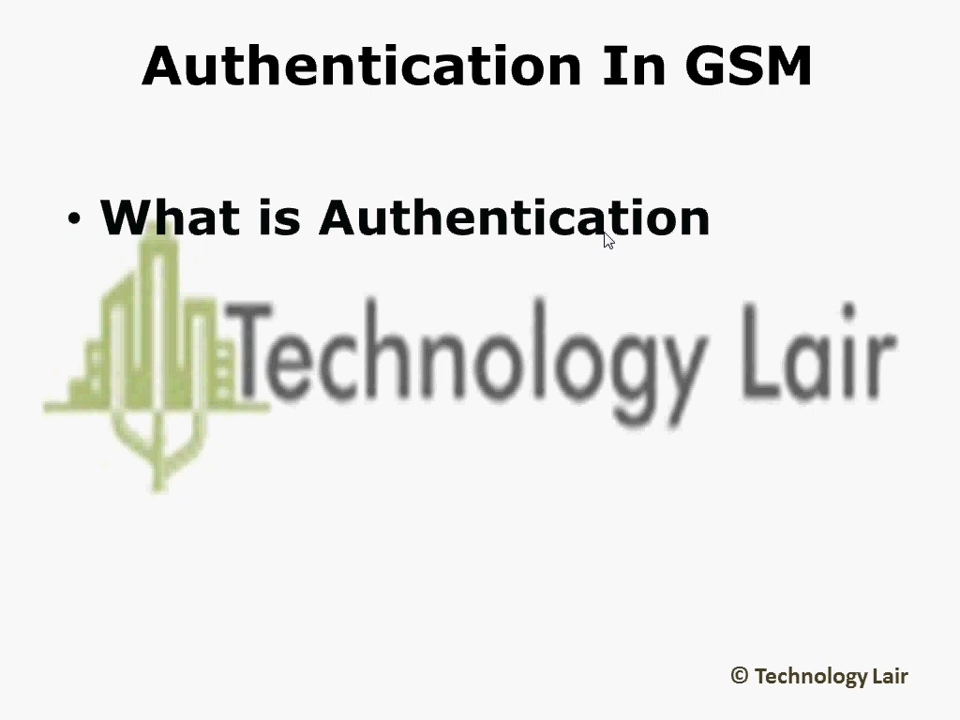 Authentication In GSM
• What is Authentication
Technology Lair
© Technology Lair